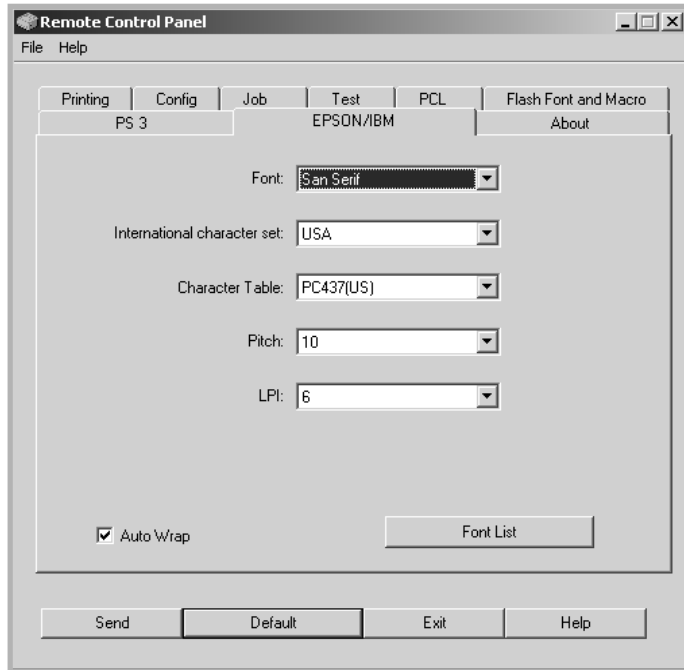 Remote Control Panel
File Help
Printing Config Job Test PCL Flash Font and Macro
PS 3 EPSON/IBM About
Font: San Serif
International character set: USA
Character Table: PC437(US)
Pitch: 10
LPI: 6
Auto Wrap Font List
Send Default Exit Help